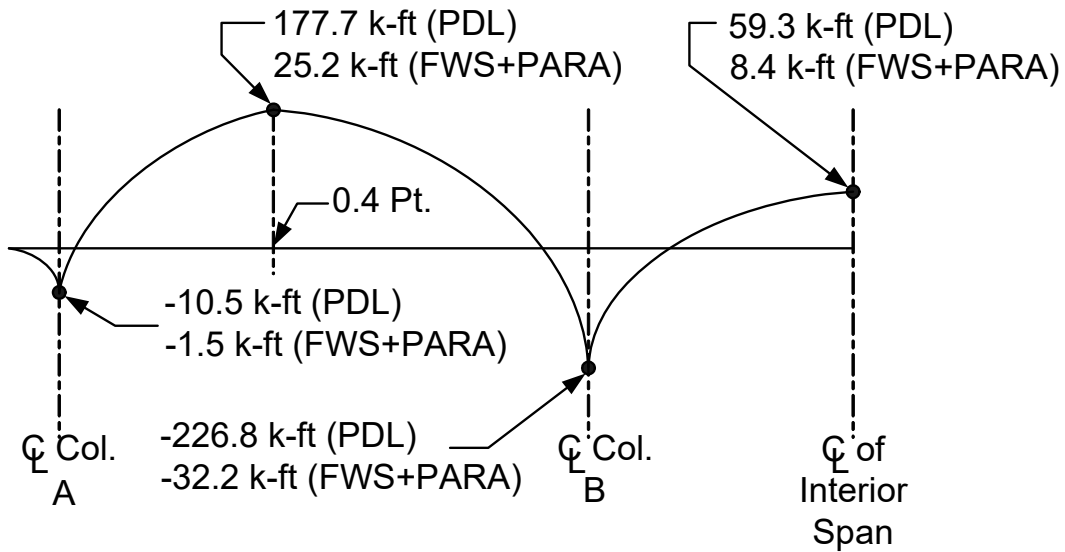 177.7 k-ft (PDL)
25.2 k-ft (FWS+PARA)
59.3 k-ft (PDL)
8.4 k-ft (FWS+PARA)
0.4 Pt.
-10.5 k-ft (PDL)
-1.5 k-ft (FWS+PARA)
-226.8 k-ft (PDL)
-32.2 k-ft (FWS+PARA)
℄ Col.
A
℄ Col.
B
℄ of
Interior
Span